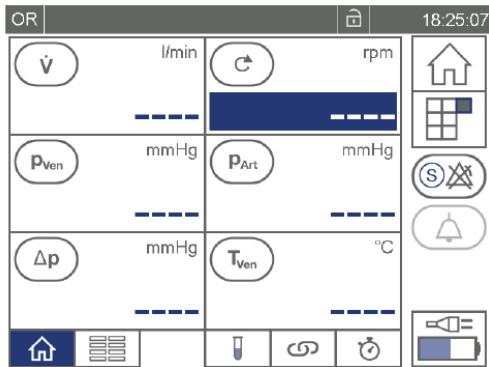 OR 18:25:07
V̇ l/min rpm
---- ----
pVen mmHg pArt mmHg
---- ----
Δp mmHg TVen °C
---- ----
S